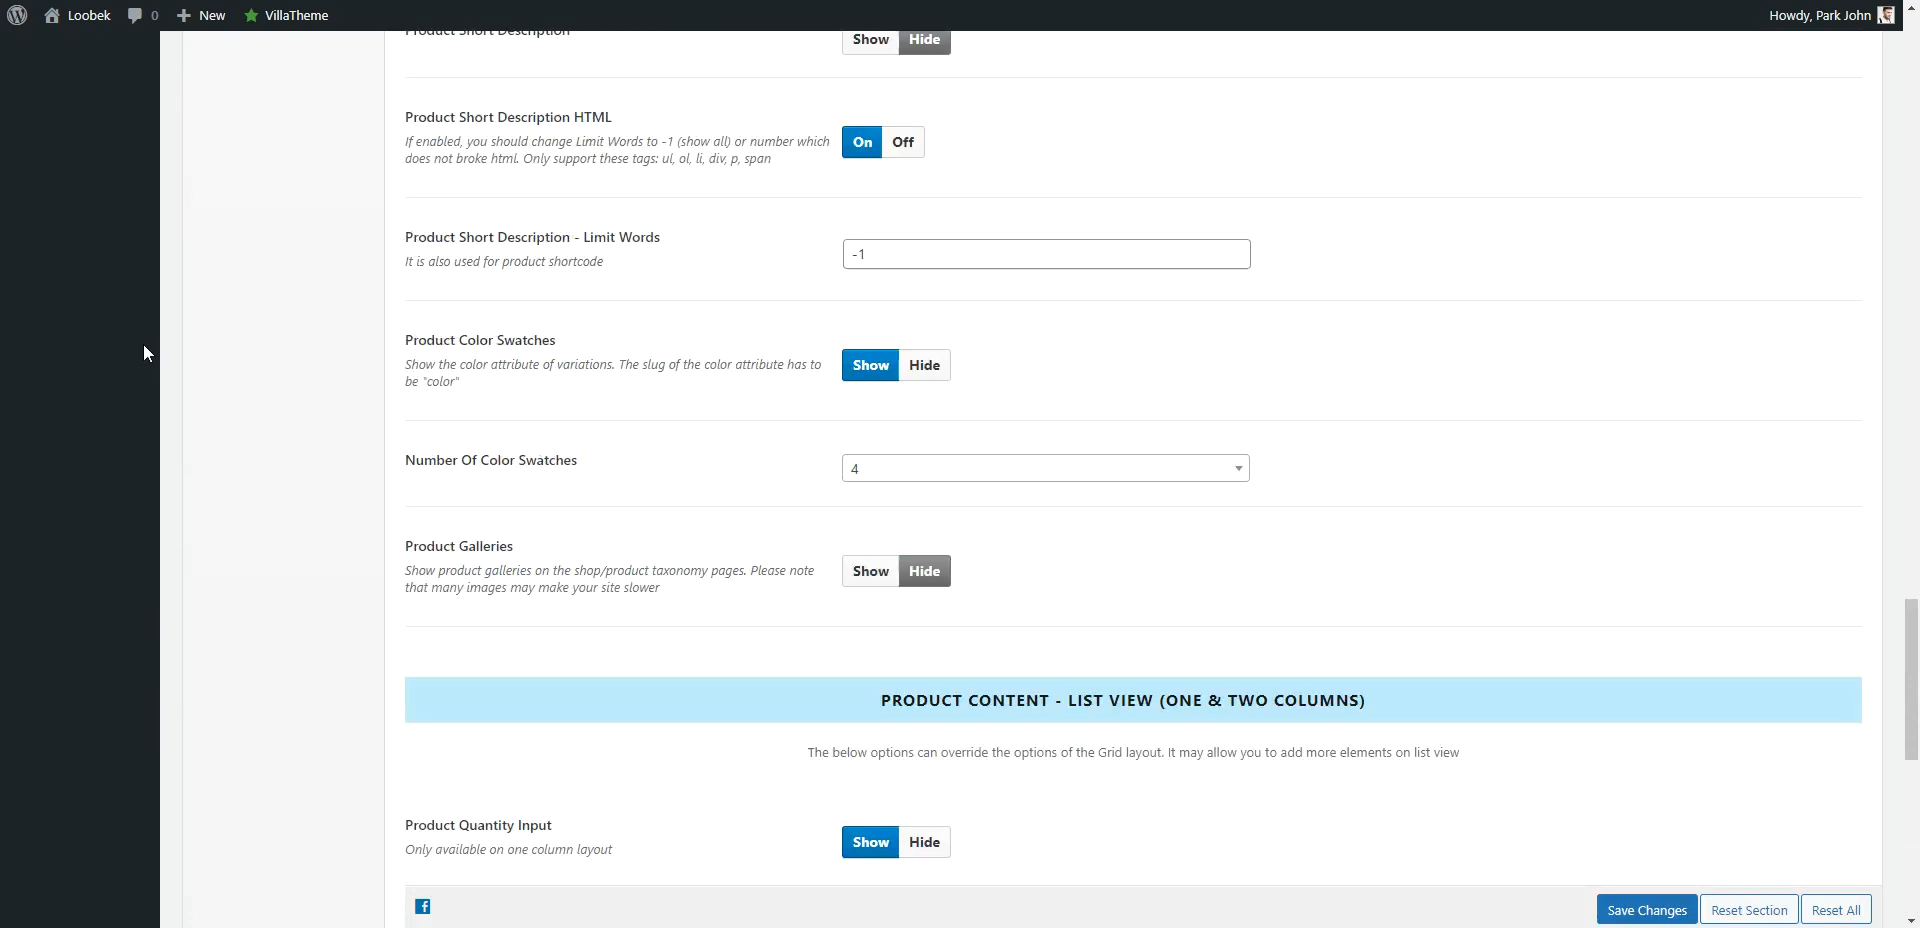 Loobek 0 New VillaTheme Howdy, Park John
Product Short Description
Show Hide
Product Short Description HTML
If enabled, you should change Limit Words to -1 (show all) or number which
does not broke html. Only support these tags: ul, ol, li, div, p, span
On Off
Product Short Description - Limit Words
It is also used for product shortcode
-1
Product Color Swatches
Show the color attribute of variations. The slug of the color attribute has to
be "color"
Show Hide
Number Of Color Swatches
4
Product Galleries
Show product galleries on the shop/product taxonomy pages. Please note
that many images may make your site slower
Show Hide
PRODUCT CONTENT - LIST VIEW (ONE & TWO COLUMNS)
The below options can override the options of the Grid layout. It may allow you to add more elements on list view
Product Quantity Input
Only available on one column layout
Show Hide
Save Changes Reset Section Reset All